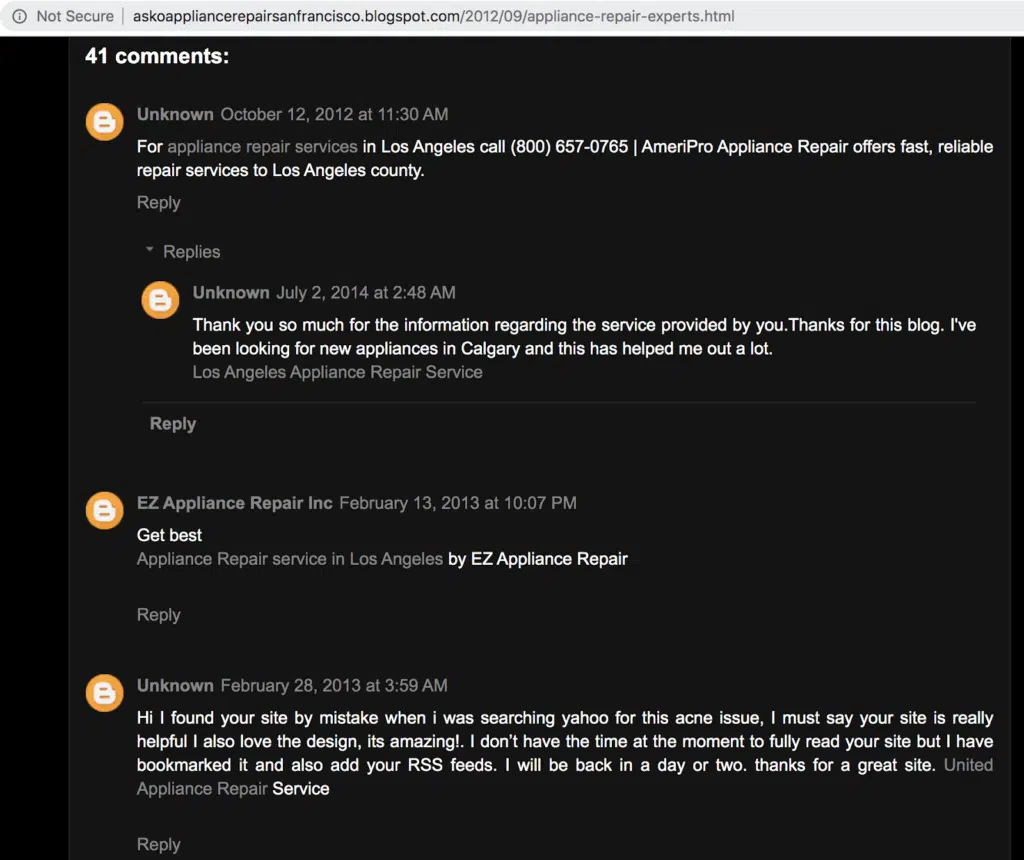 Not Secure askoappliancerepairsanfrancisco.blogspot.com/2012/09/appliance-repair-experts.html
41 comments:
Unknown October 12, 2012 at 11:30 AM
For appliance repair services in Los Angeles call (800) 657-0765 | AmeriPro Appliance Repair offers fast, reliable
repair services to Los Angeles county.
Reply
Replies
Unknown July 2, 2014 at 2:48 AM
Thank you so much for the information regarding the service provided by you.Thanks for this blog. I've
been looking for new appliances in Calgary and this has helped me out a lot.
Los Angeles Appliance Repair Service
Reply
EZ Appliance Repair Inc February 13, 2013 at 10:07 PM
Get best
Appliance Repair service in Los Angeles by EZ Appliance Repair
Reply
Unknown February 28, 2013 at 3:59 AM
Hi I found your site by mistake when i was searching yahoo for this acne issue, I must say your site is really
helpful I also love the design, its amazing!. I don’t have the time at the moment to fully read your site but I have
bookmarked it and also add your RSS feeds. I will be back in a day or two. thanks for a great site. United
Appliance Repair Service
Reply